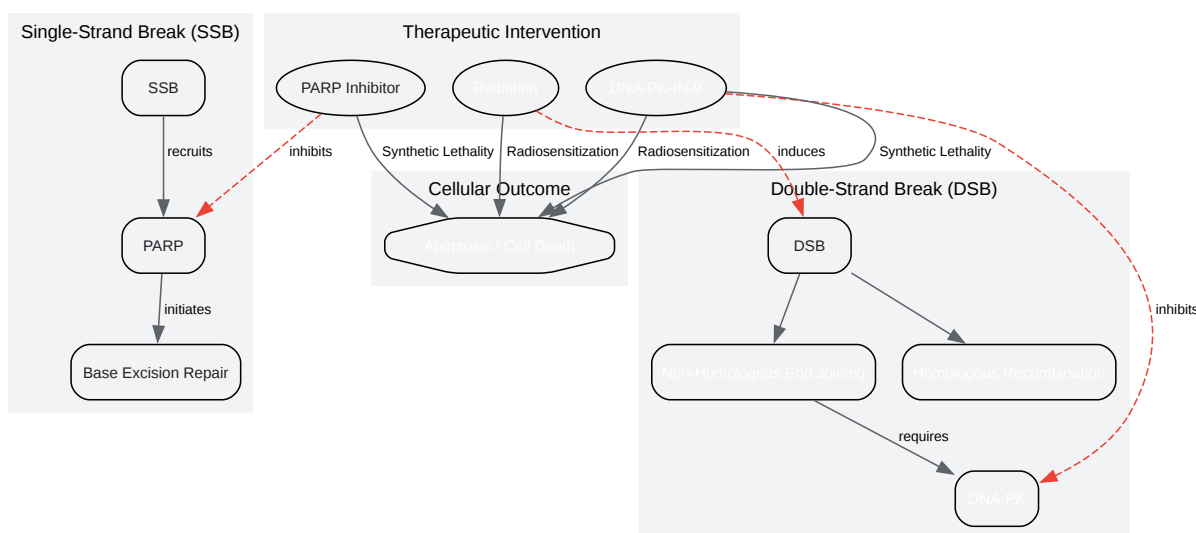 Single-Strand Break (SSB)
Therapeutic Intervention
SSB
PARP Inhibitor
Radiation
DNA-PK-IN-9
recruits
inhibits
Synthetic Lethality
Radiosensitization
Radiosensitization
induces
Synthetic Lethality
Cellular Outcome
Double-Strand Break (DSB)
PARP
Apoptosis / Cell Death
DSB
initiates
inhibits
Base Excision Repair
Non-Homologous End Joining
Homologous Recombination
requires
DNA-PK